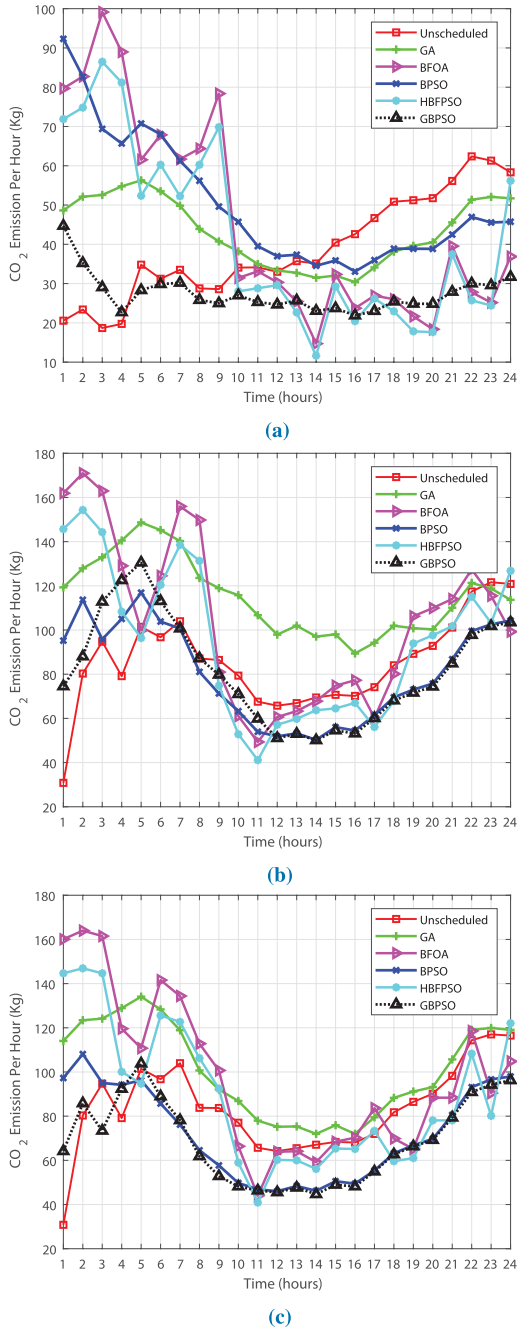 100
90
80
70
60
50
40
30
20
10
CO2 Emission Per Hour (Kg)
Unscheduled
GA
BFOA
BPSO
HBFPSO
GBPSO
1 2 3 4 5 6 7 8 9 10 11 12 13 14 15 16 17 18 19 20 21 22 23 24
Time (hours)
(a)
180
160
140
120
100
80
60
40
20
CO2 Emission Per Hour (Kg)
Unscheduled
GA
BFOA
BPSO
HBFPSO
GBPSO
1 2 3 4 5 6 7 8 9 10 11 12 13 14 15 16 17 18 19 20 21 22 23 24
Time (hours)
(b)
180
160
140
120
100
80
60
40
20
CO2 Emission Per Hour (Kg)
Unscheduled
GA
BFOA
BPSO
HBFPSO
GBPSO
1 2 3 4 5 6 7 8 9 10 11 12 13 14 15 16 17 18 19 20 21 22 23 24
Time (hours)
(c)